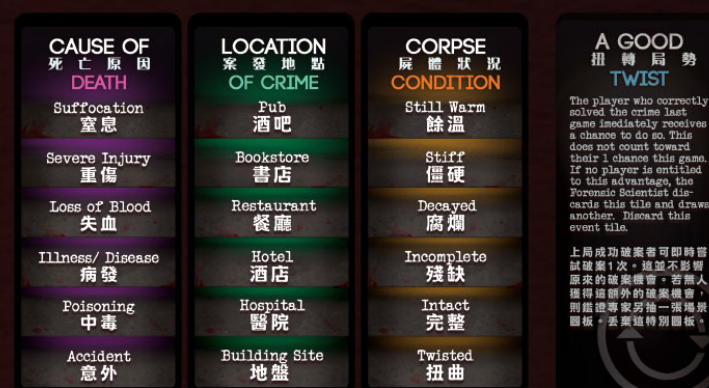 CAUSE OF
死亡原因
DEATH
Suffocation
窒息
Severe Injury
重傷
Loss of Blood
失血
Illness/ Disease
病發
Poisoning
中毒
Accident
意外
LOCATION
案發地點
OF CRIME
Pub
酒吧
Bookstore
書店
Restaurant
餐廳
Hotel
酒店
Hospital
醫院
Building Site
地盤
CORPSE
屍體狀況
CONDITION
Still Warm
餘溫
Stiff
僵硬
Decayed
腐爛
Incomplete
殘缺
Intact
完整
Twisted
扭曲
A GOOD
扭轉局勢
TWIST
The player who correctly
solved the crime last
game imediately receives
a chance to do so. This
does not count toward
their 1 chance this game.
If no player is entitled
to this advantage, the
Forensic Scientist dis-
cards this tile and draws
another. Discard this
event tile.
上局成功破案者可即時嘗
試破案1次。這並不影響
原來的破案機會。若無人
獲得這額外的破案機會，
則鑑證專家另抽一張場景
圖板。丟棄這特別圖板。